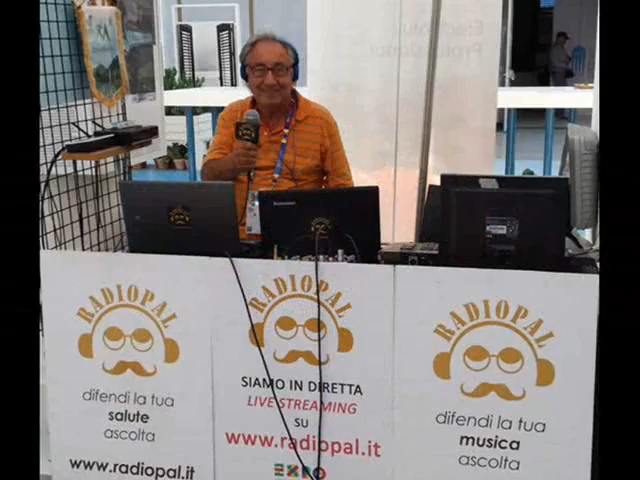 RADIOPAL
difendi la tua
salute
ascolta
www.radiopal.it
RADIOPAL
SIAMO IN DIRETTA
LIVE STREAMING
SU
www.radiopal.it
EXPO
RADIOPAL
difendi la tua
musica
ascolta